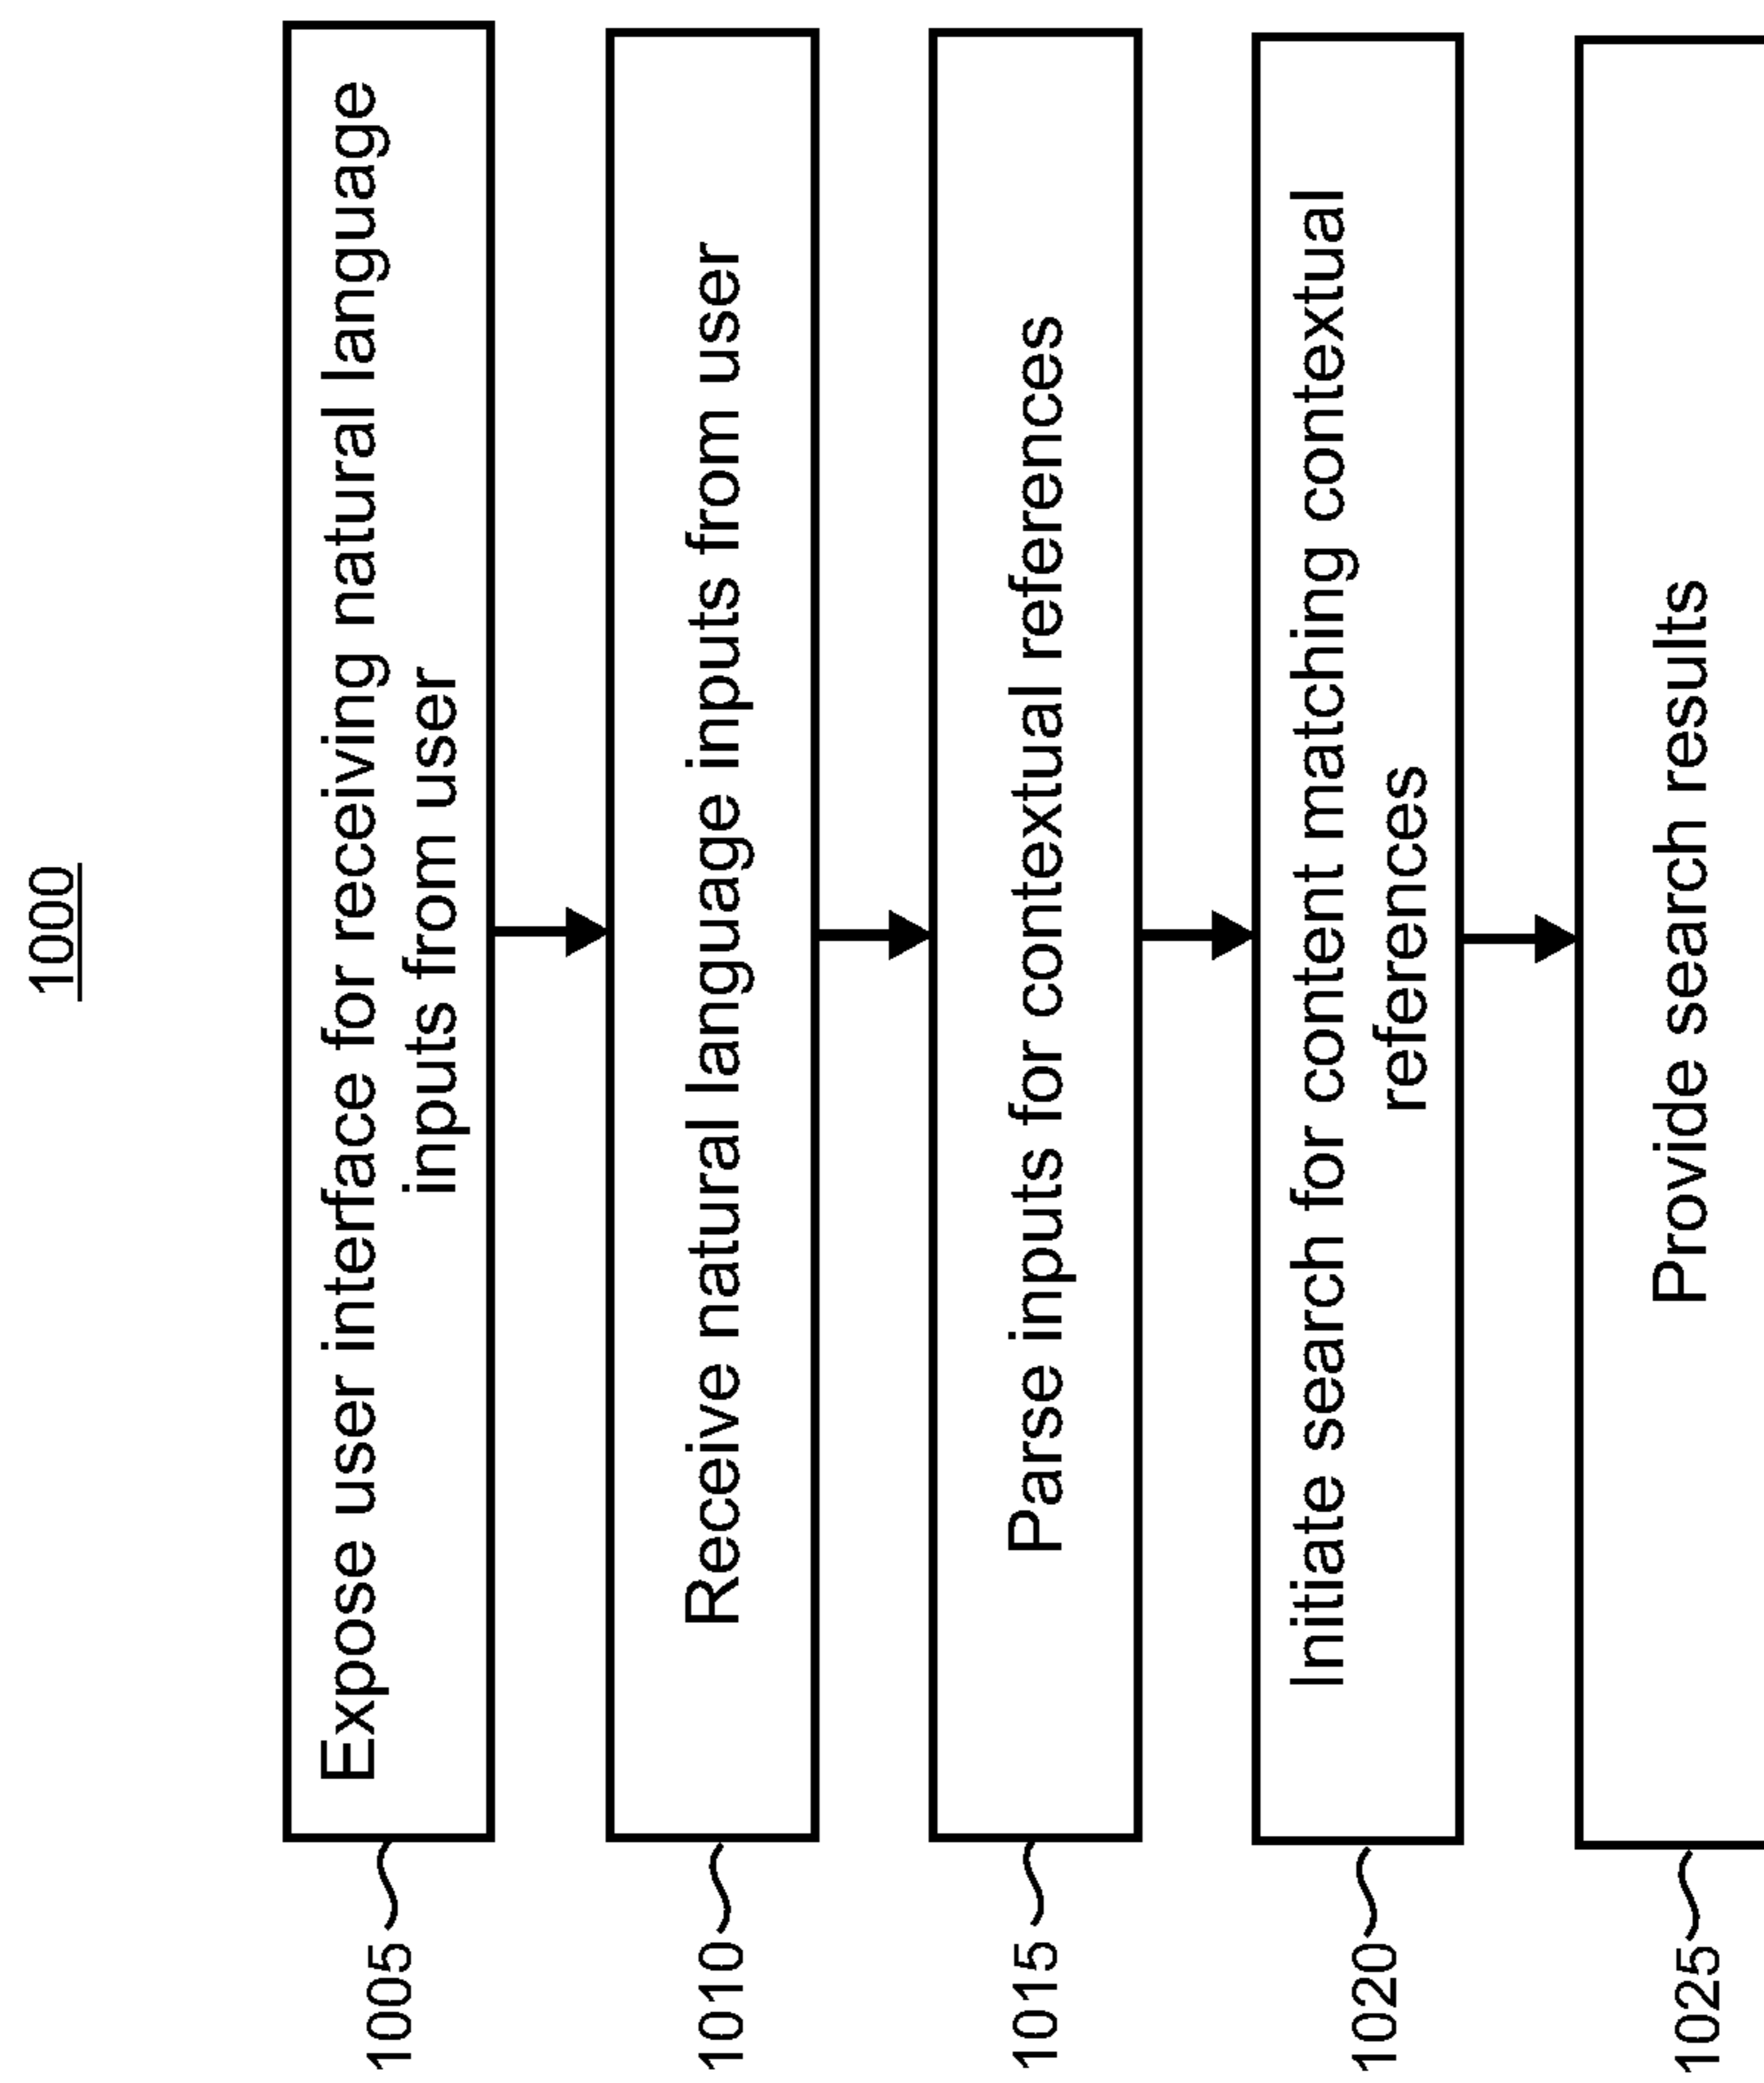 1000
1005
Expose user interface for receiving natural language
inputs from user
1010
Receive natural language inputs from user
1015
Parse inputs for contextual references
1020
Initiate search for content matching contextual
references
1025
Provide search results